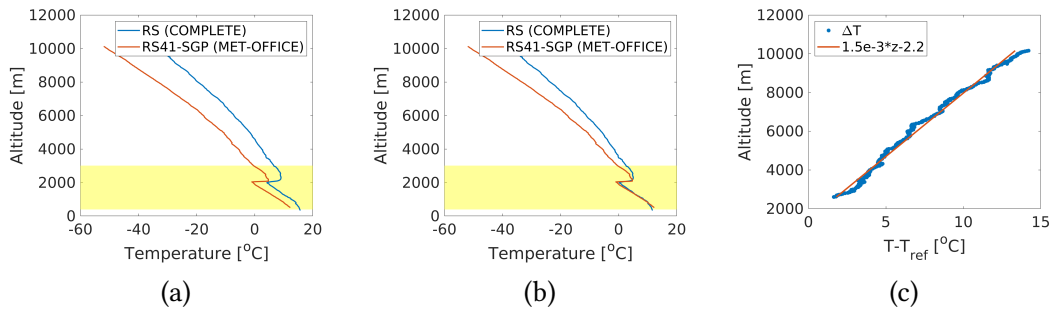 RS (COMPLETE)
RS41-SGP (MET-OFFICE)
12000
10000
8000
6000
4000
2000
0
Altitude [m]
-60
-40
-20
0
20
Temperature [°C]
(a)
RS (COMPLETE)
RS41-SGP (MET-OFFICE)
12000
10000
8000
6000
4000
2000
0
Altitude [m]
-60
-40
-20
0
20
Temperature [°C]
(b)
ΔT
1.5e-3*z-2.2
12000
10000
8000
6000
4000
2000
Altitude [m]
0
5
10
15
T-Tref [°C]
(c)